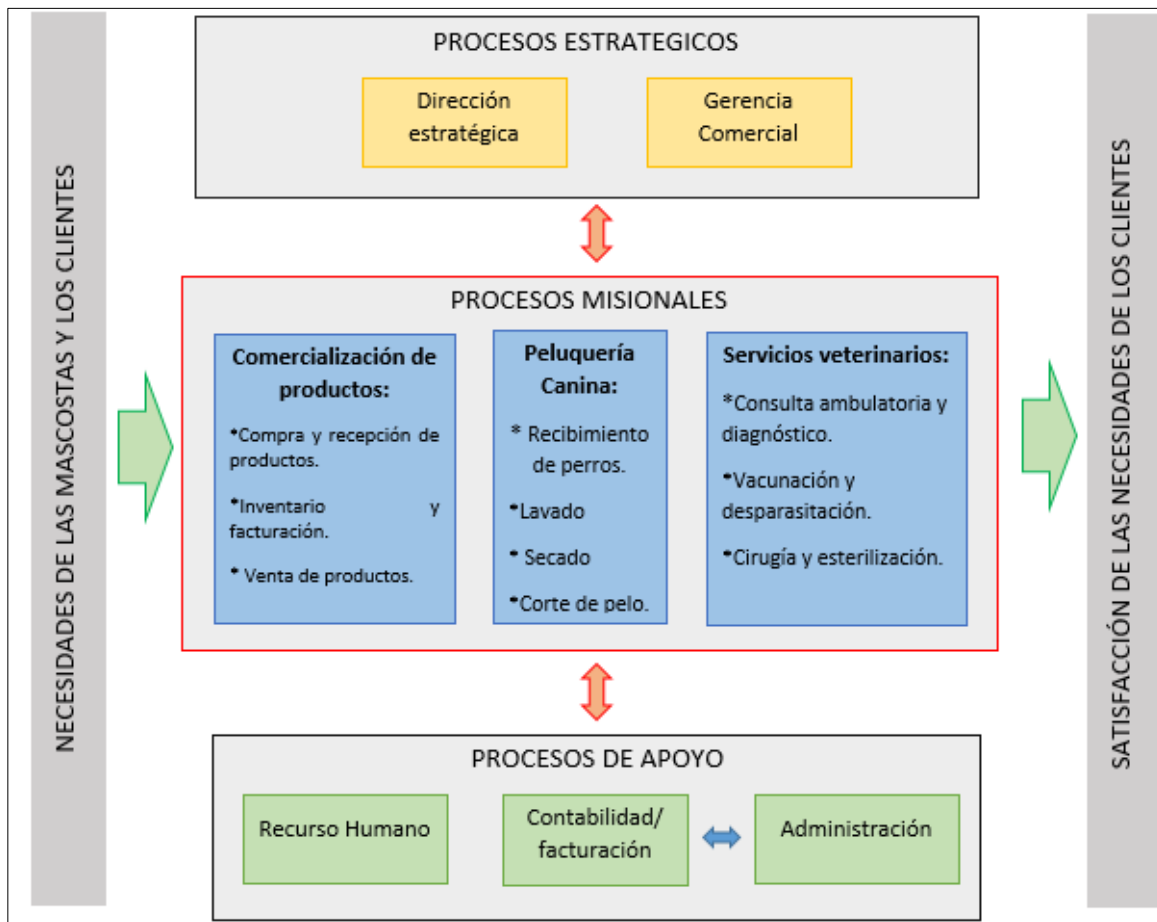 NECESIDADES DE LAS MASCOSTAS Y LOS CLIENTES
PROCESOS ESTRATEGICOS
Dirección
estratégica
Gerencia
Comercial
PROCESOS MISIONALES
Comercialización de
productos:
*Compra y recepción de
productos.
*Inventario y
facturación.
* Venta de productos.
Peluquería
Canina:
* Recibimiento
de perros.
*Lavado
* Secado
*Corte de pelo.
Servicios veterinarios:
*Consulta ambulatoria y
diagnóstico.
*Vacunación y
desparasitación.
*Cirugía y esterilización.
PROCESOS DE APOYO
Recurso Humano
Contabilidad/
facturación
Administración
SATISFACCIÓN DE LAS NECESIDADES DE LOS CLIENTES